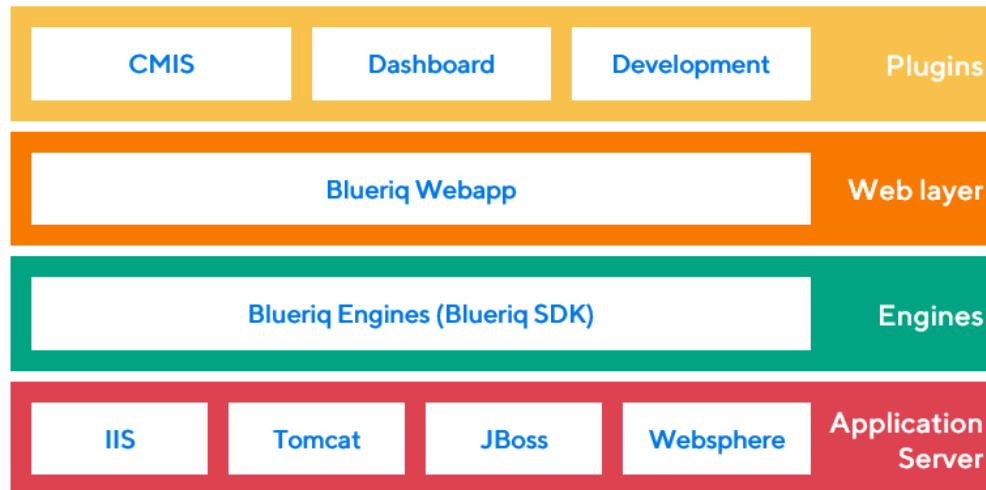 CMIS
Dashboard
Development
Plugins
Blueriq Webapp
Web layer
Blueriq Engines (Blueriq SDK)
Engines
IIS
Tomcat
JBoss
Websphere
Application
Server